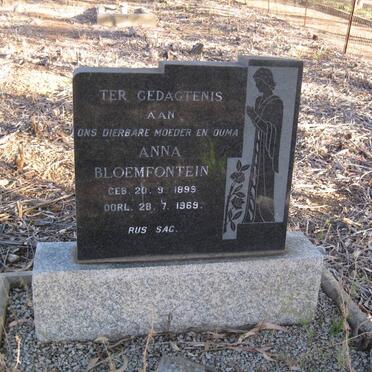 TER GEDAGTENIS
AAN
ONS DIERBARE MOEDER EN OUMA
ANNA
BLOEMFONTEIN
GEB. 20. 9. 1899
OORL. 28. 7. 1969.
RUS SAG.